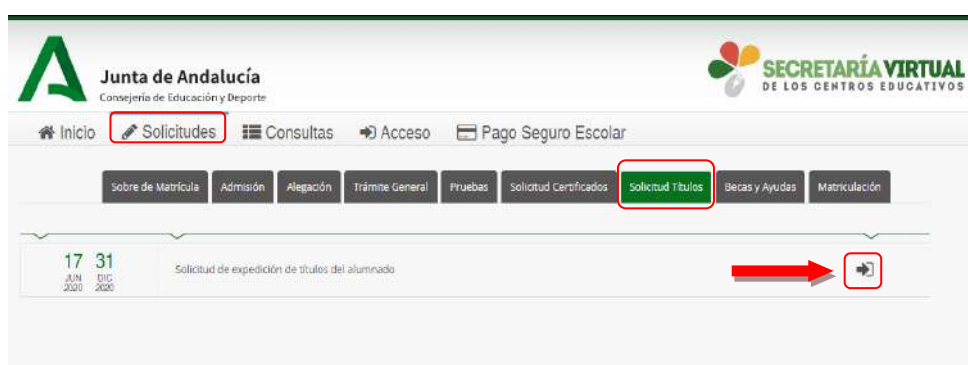 Junta de Andalucía
Consejería de Educación y Deporte
SECRETARÍA VIRTUAL
DE LOS CENTROS EDUCATIVOS
Inicio Solicitudes Consultas Acceso Pago Seguro Escolar
Sobre de Matrícula Admisión Alegación Trámite General Pruebas Solicitud Certificados Solicitud Títulos Becas y Ayudas Matriculación
17 31
JUN DIC
2020 2020
Solicitud de expedición de títulos del alumnado